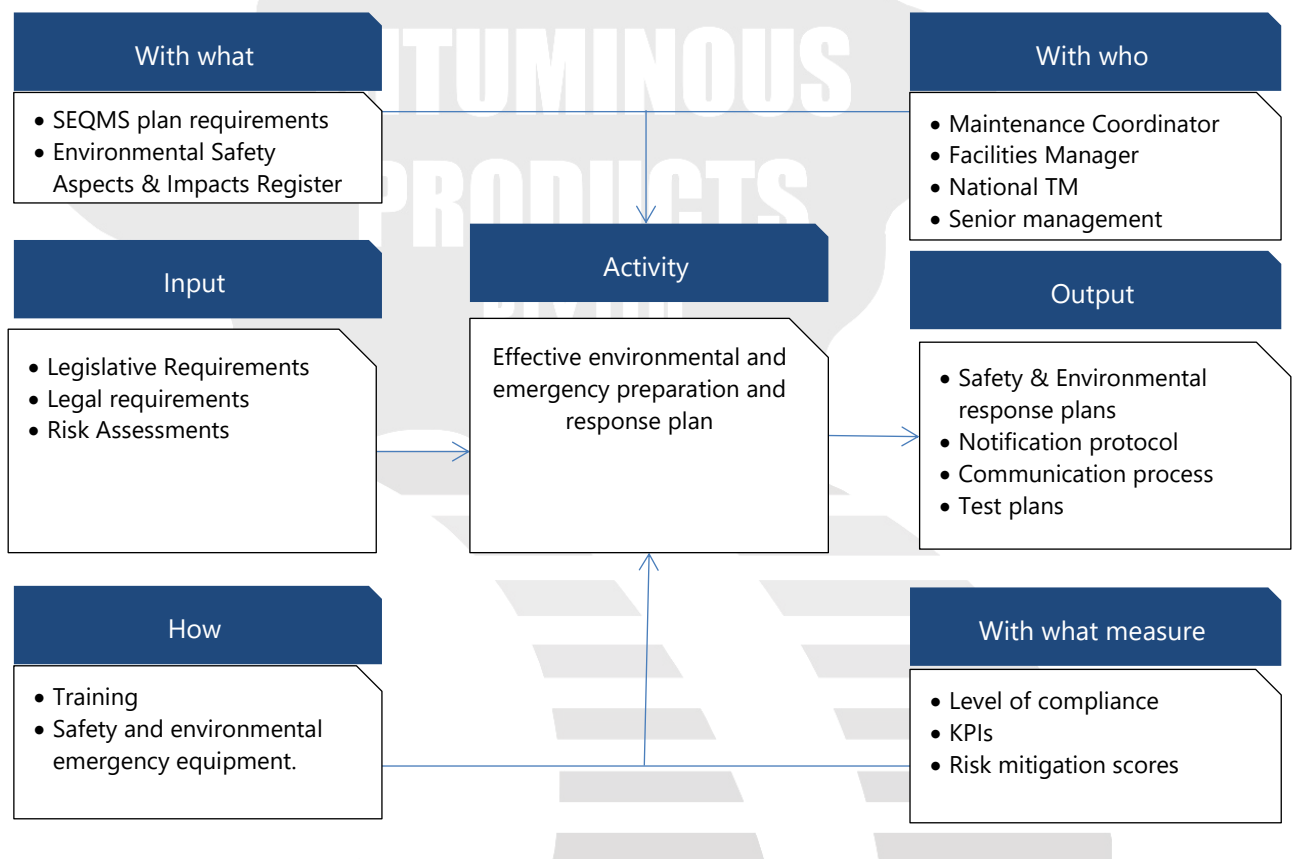 With what
• SEQMS plan requirements
• Environmental Safety
Aspects & Impacts Register
With who
• Maintenance Coordinator
• Facilities Manager
• National TM
• Senior management
Input
• Legislative Requirements
• Legal requirements
• Risk Assessments
Activity
Effective environmental and
emergency preparation and
response plan
Output
• Safety & Environmental
response plans
• Notification protocol
• Communication process
• Test plans
How
• Training
• Safety and environmental
emergency equipment.
With what measure
• Level of compliance
• KPIs
• Risk mitigation scores
ITUMINOUS
PRODUCTS